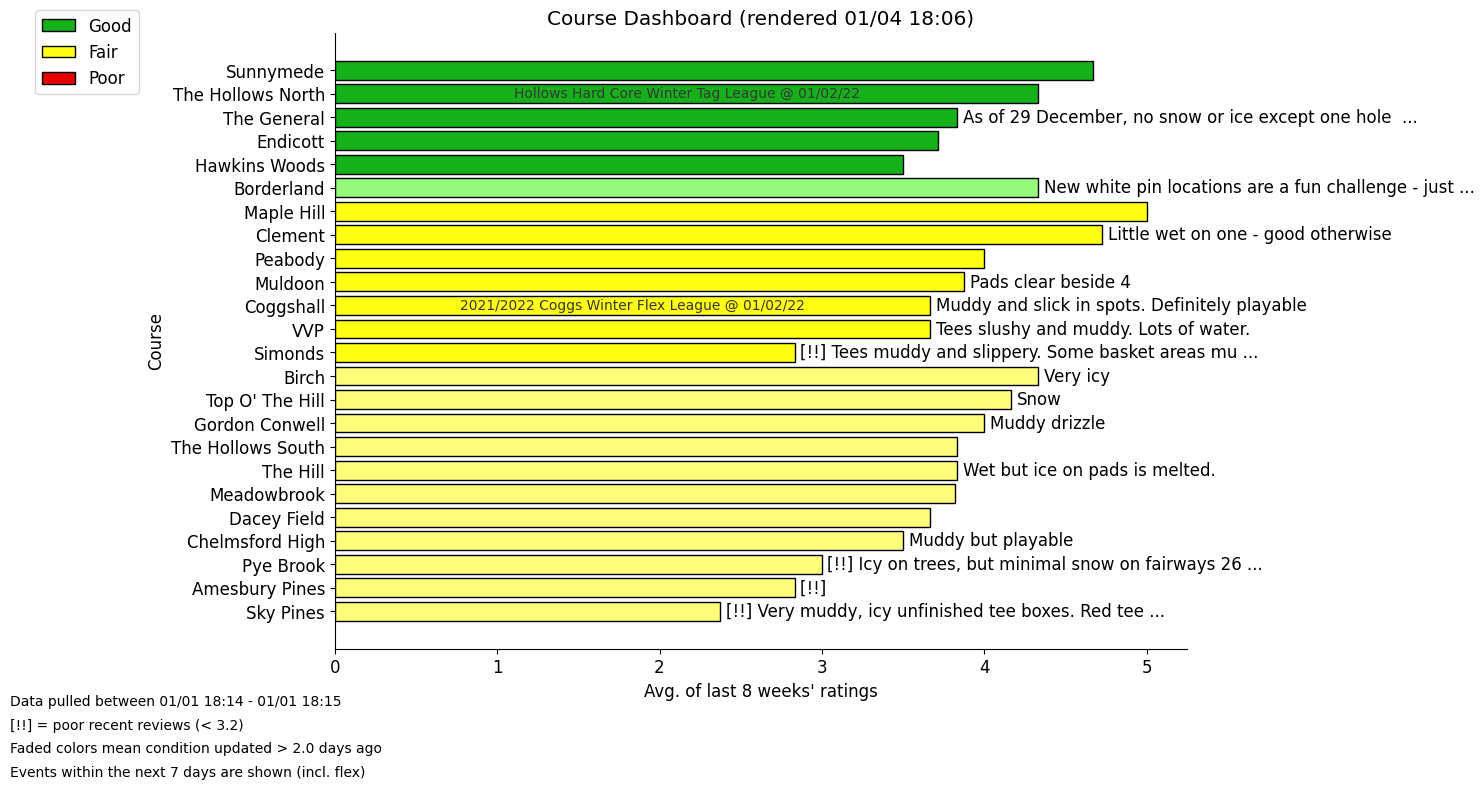 Course Dashboard (rendered 01/04 18:06)
Good
Fair
Poor
Sunnymede
The Hollows North Hollows Hard Core Winter Tag League @ 01/02/22
The General As of 29 December, no snow or ice except one hole  ...
Endicott
Hawkins Woods
Borderland New white pin locations are a fun challenge - just ...
Maple Hill
Clement Little wet on one - good otherwise
Peabody
Muldoon Pads clear beside 4
Coggshall 2021/2022 Coggs Winter Flex League @ 01/02/22 Muddy and slick in spots. Definitely playable
VVP Tees slushy and muddy. Lots of water.
Simonds [!!] Tees muddy and slippery. Some basket areas mu ...
Birch Very icy
Top O' The Hill Snow
Gordon Conwell Muddy drizzle
The Hollows South
The Hill Wet but ice on pads is melted.
Meadowbrook
Dacey Field
Chelmsford High Muddy but playable
Pye Brook [!!] Icy on trees, but minimal snow on fairways 26 ...
Amesbury Pines [!!]
Sky Pines [!!] Very muddy, icy unfinished tee boxes. Red tee ...
Course
0 1 2 3 4 5
Avg. of last 8 weeks' ratings
Data pulled between 01/01 18:14 - 01/01 18:15
[!!] = poor recent reviews (< 3.2)
Faded colors mean condition updated > 2.0 days ago
Events within the next 7 days are shown (incl. flex)